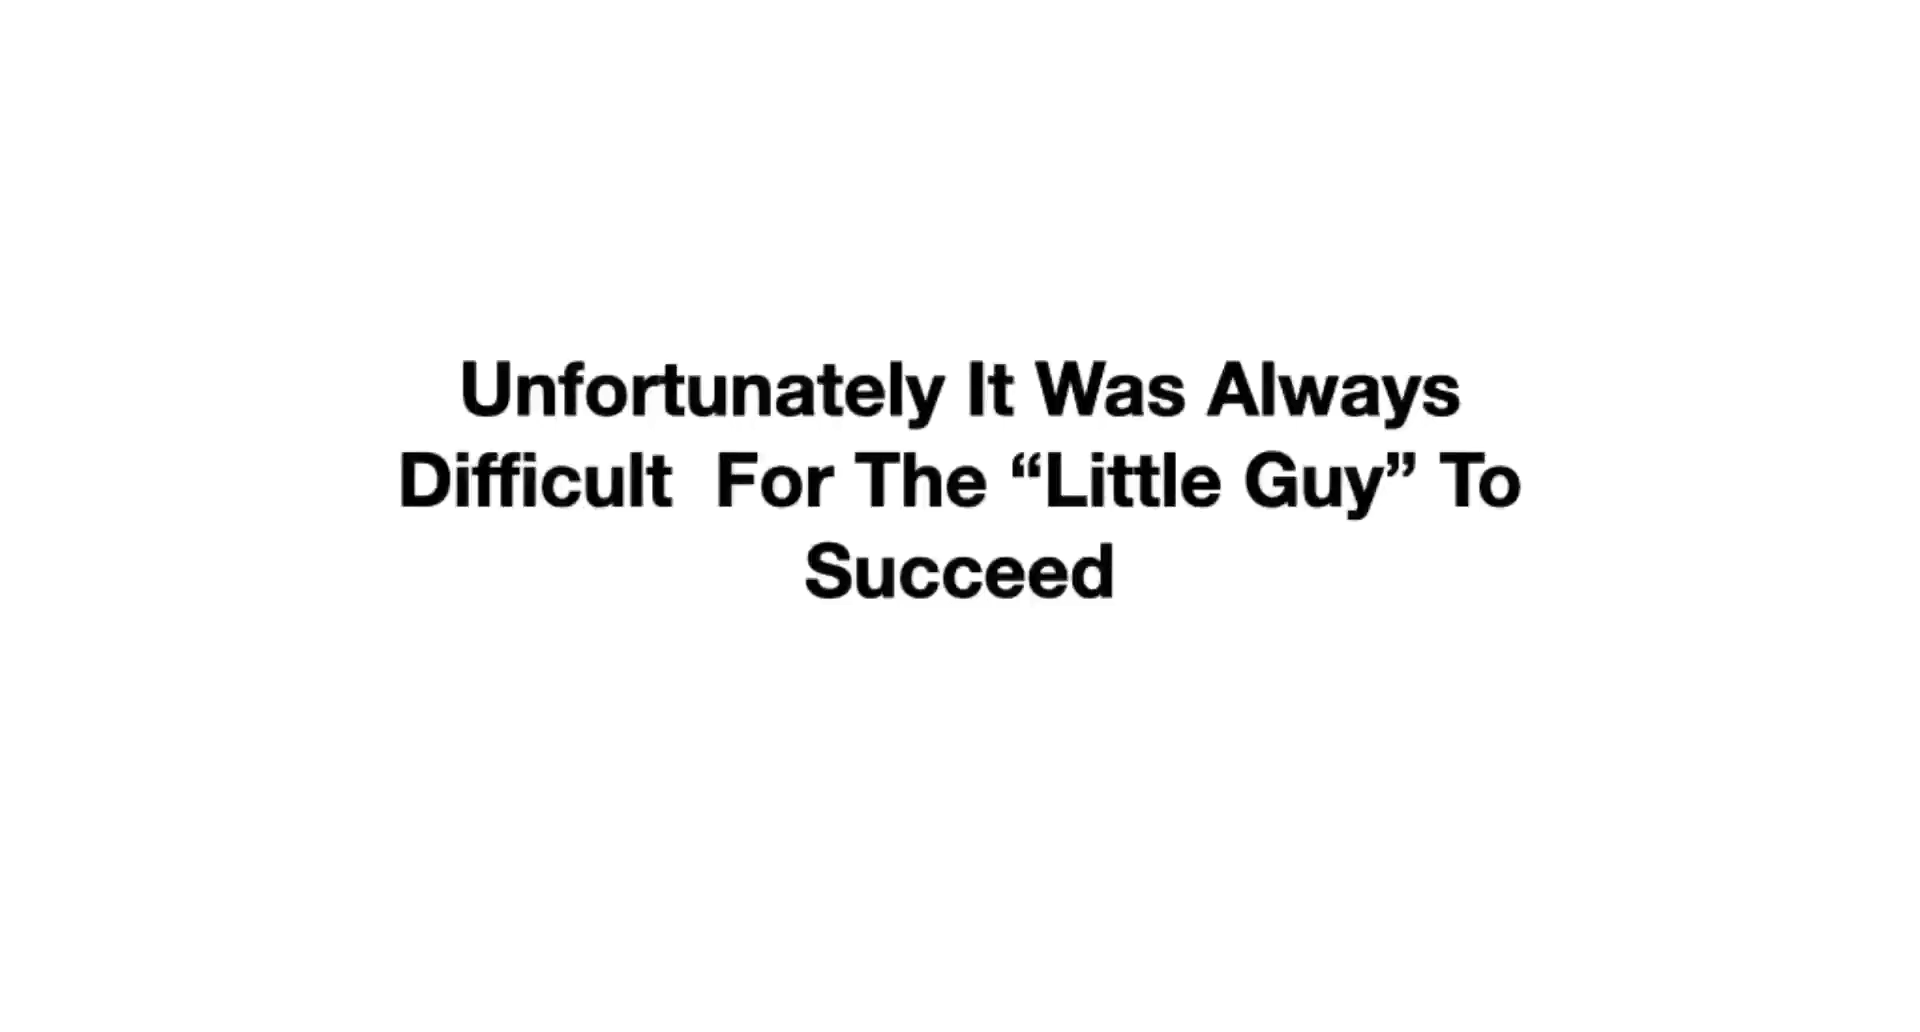 Unfortunately It Was Always
Difficult  For The “Little Guy” To
Succeed